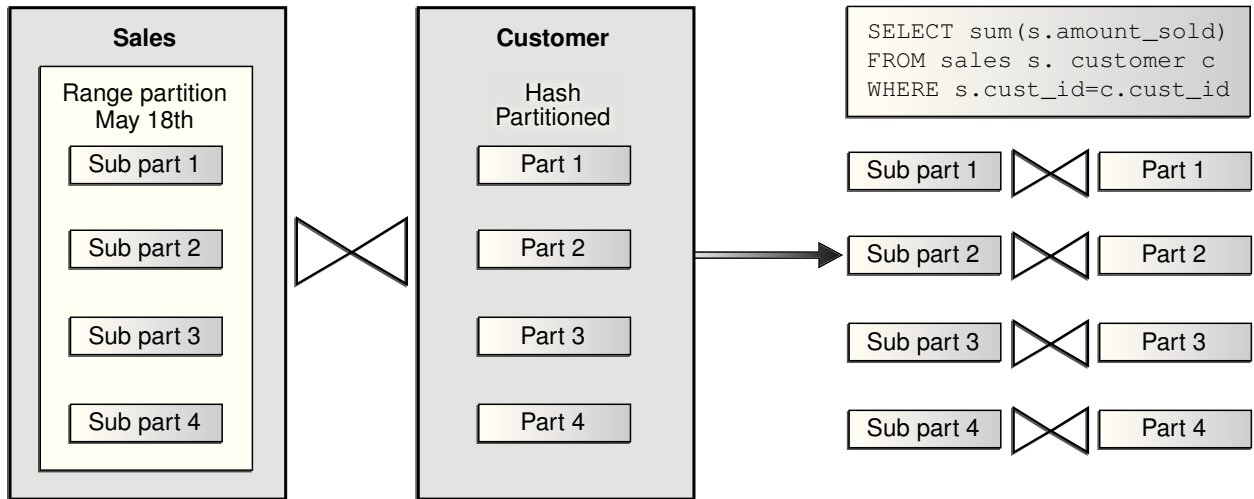 Sales
Range partition
May 18th
Sub part 1
Sub part 2
Sub part 3
Sub part 4
Customer
Hash
Partitioned
Part 1
Part 2
Part 3
Part 4
SELECT sum(s.amount_sold)
FROM sales s. customer c
WHERE s.cust_id=c.cust_id
Sub part 1
Part 1
Sub part 2
Part 2
Sub part 3
Part 3
Sub part 4
Part 4